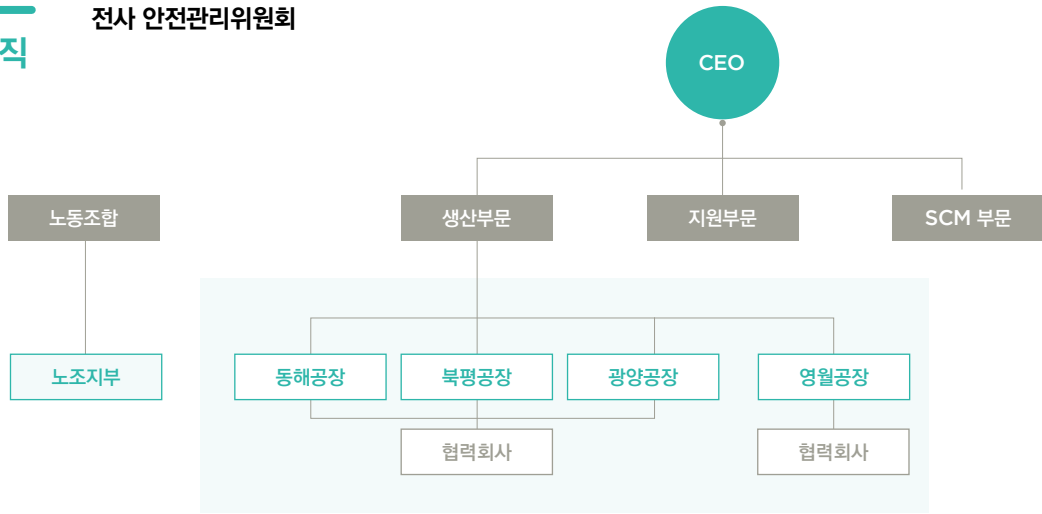 전사 안전관리위원회
직
CEO
노동조합
생산부문
지원부문
SCM 부문
노조지부
동해공장
북평공장
광양공장
영월공장
협력회사
협력회사